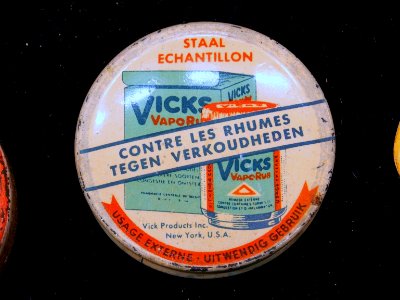 STAAL
ECHANTILLON
VICKS
VAPORUB
CONTRE LES RHUMES
TEGEN VERKOUDHEDEN
VICKS
VAPORUB
Vick Products Inc.
New York, U.S.A.
USAGE EXTERNE · UITWENDIG GEBRUIK